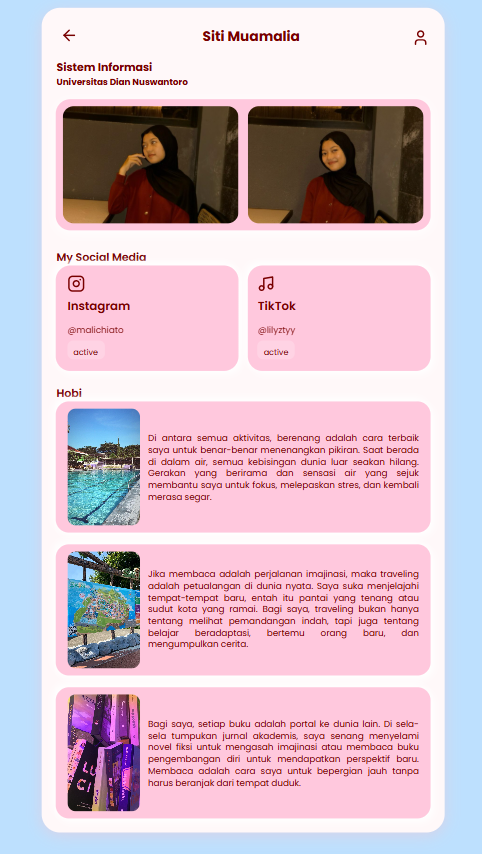 Siti Muamalia
Sistem Informasi
Universitas Dian Nuswantoro
My Social Media
Instagram
@malichiato
active
TikTok
@lilyztyy
active
Hobi
Di antara semua aktivitas, berenang adalah cara terbaik
saya untuk benar-benar menenangkan pikiran. Saat berada
di dalam air, semua kebisingan dunia luar seakan hilang.
Gerakan yang berirama dan sensasi air yang sejuk
membantu saya untuk fokus, melepaskan stres, dan kembali
merasa segar.
Jika membaca adalah perjalanan imajinasi, maka traveling
adalah petualangan di dunia nyata. Saya suka menjelajahi
tempat-tempat baru, entah itu pantai yang tenang atau
sudut kota yang ramai. Bagi saya, traveling bukan hanya
tentang melihat pemandangan indah, tapi juga tentang
belajar beradaptasi, bertemu orang baru, dan
mengumpulkan cerita.
Bagi saya, setiap buku adalah portal ke dunia lain. Di sela-
sela tumpukan jurnal akademis, saya senang menyelami
novel fiksi untuk mengasah imajinasi atau membaca buku
pengembangan diri untuk mendapatkan perspektif baru.
Membaca adalah cara saya untuk bepergian jauh tanpa
harus beranjak dari tempat duduk.